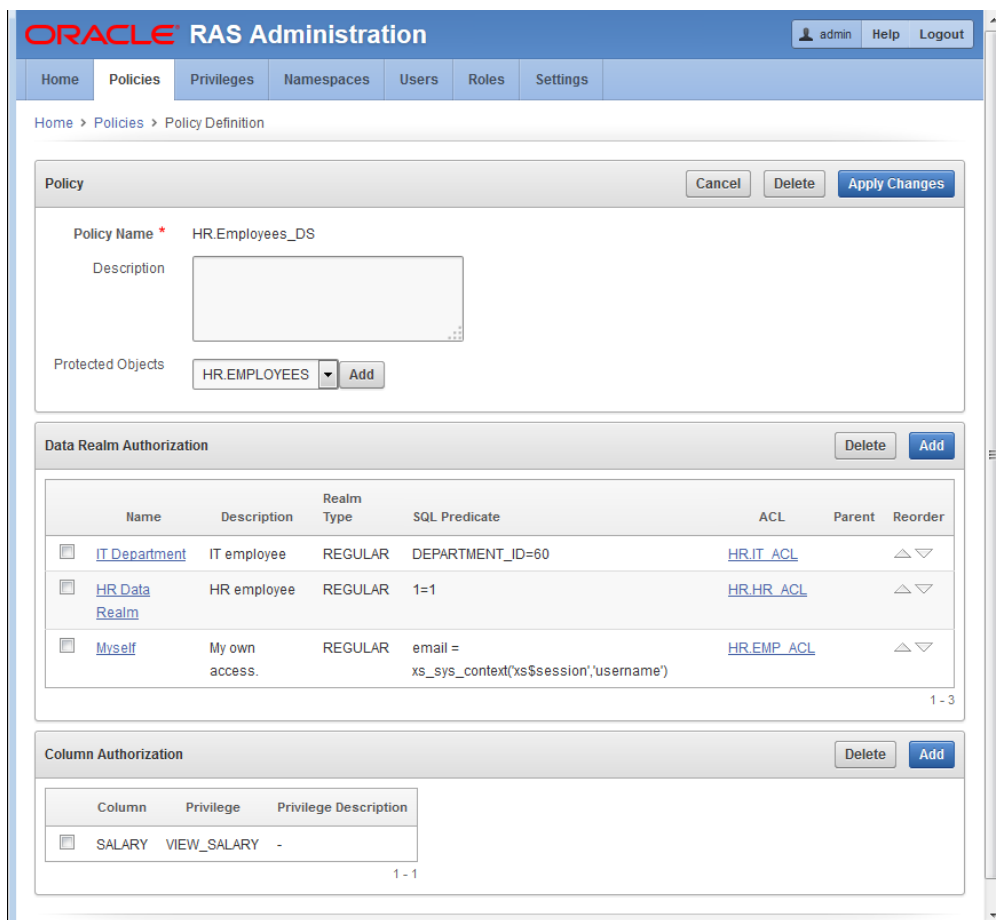 ORACLE RAS Administration
admin Help Logout
Home Policies Privileges Namespaces Users Roles Settings
Home > Policies > Policy Definition
Policy
Cancel Delete Apply Changes
Policy Name * HR.Employees_DS
Description
Protected Objects HR.EMPLOYEES Add
Data Realm Authorization
Delete Add
Name Description Realm Type SQL Predicate ACL Parent Reorder
IT Department IT employee REGULAR DEPARTMENT_ID=60 HR.IT_ACL
HR Data Realm HR employee REGULAR 1=1 HR.HR_ACL
Myself My own access. REGULAR email = xs_sys_context('xs$session','username') HR.EMP_ACL
1 - 3
Column Authorization
Delete Add
Column Privilege Privilege Description
SALARY VIEW_SALARY -
1 - 1